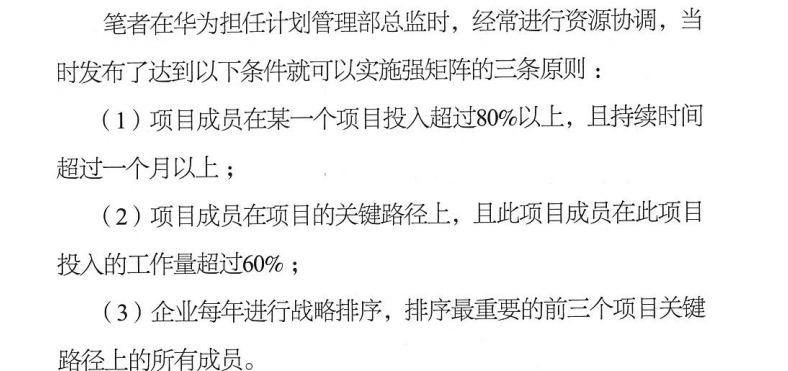 笔者在华为担任计划管理部总监时，经常进行资源协调，当
时发布了达到以下条件就可以实施强矩阵的三条原则：
（1）项目成员在某一个项目投入超过80%以上，且持续时间
超过一个月以上；
（2）项目成员在项目的关键路径上，且此项目成员在此项目
投入的工作量超过60%；
（3）企业每年进行战略排序，排序最重要的前三个项目关键
路径上的所有成员。